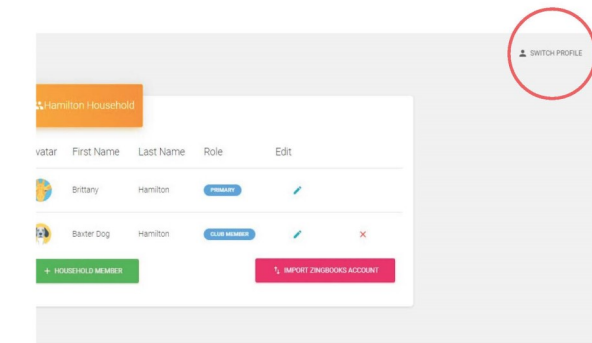 SWITCH PROFILE
Hamilton Household
vatar First Name Last Name Role Edit
Brittany Hamilton PRIMARY
Baxter Dog Hamilton CLUB MEMBER
+ HOUSEHOLD MEMBER IMPORT ZINGBOOKS ACCOUNT